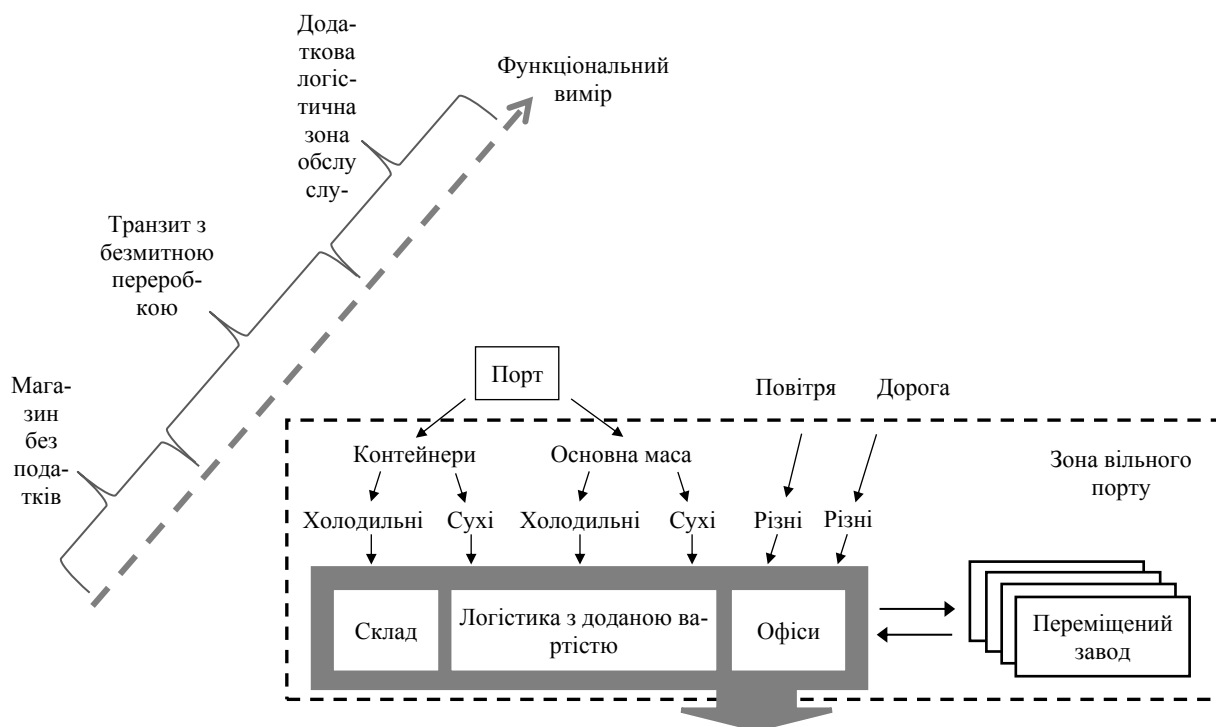 Дода-
ткова
логіс-
тична
зона
обслу
слу-
Функціональний
вимір
Транзит з
безмитною
перероб-
кою
Мага-
зин
без
пода-
тків
Порт
Повітря
Дорога
Контейнери
Основна маса
Зона вільного
порту
Холодильні
Сухі
Холодильні
Сухі
Різні
Різні
Склад
Логістика з доданою ва-
ртістю
Офіси
Переміщений
завод